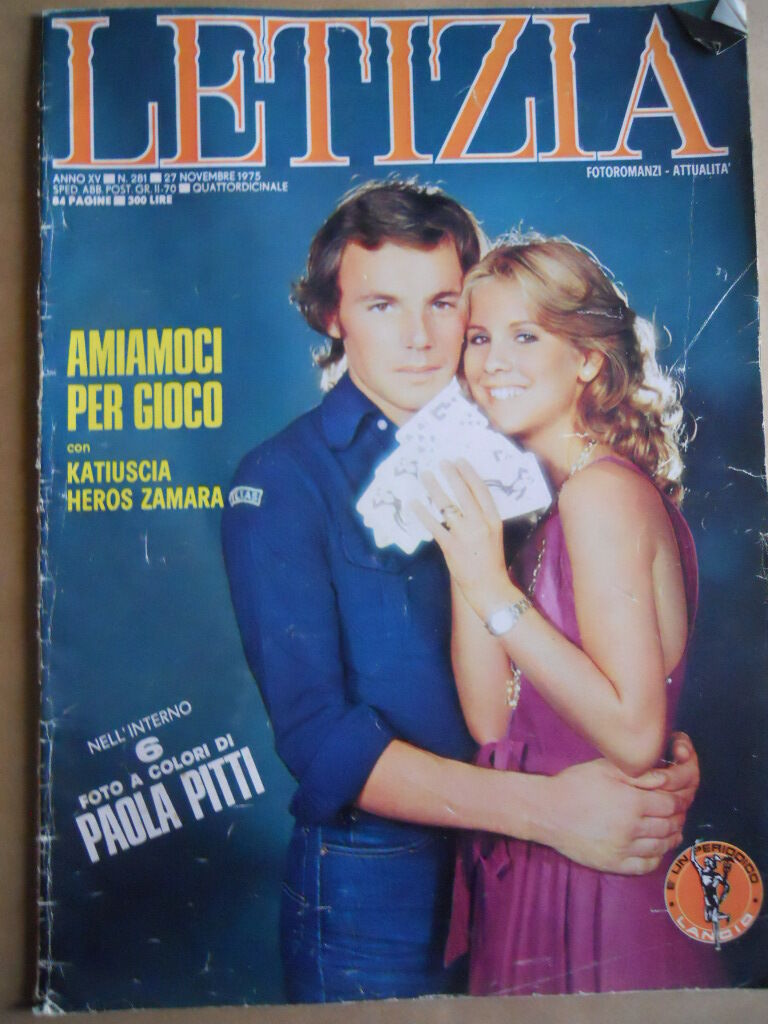 LETIZIA
ANNO XV ■ N. 281 ■ 27 NOVEMBRE 1975
SPED. ABB. POST. GR. II-70 ■ QUATTORDICINALE
84 PAGINE ■ 300 LIRE
FOTOROMANZI - ATTUALITA'
AMIAMOCI
PER GIOCO
con
KATIUSCIA
HEROS ZAMARA
NELL'INTERNO
6
FOTO A COLORI DI
PAOLA PITTI
È UN PERIODICO
LANCIO